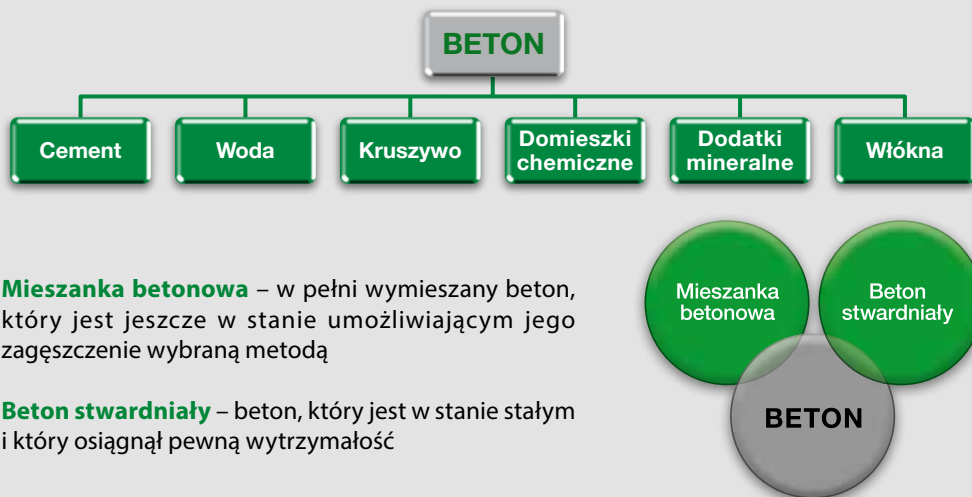 BETON
Cement
Woda
Kruszywo
Domieszki
chemiczne
Dodatki
mineralne
Włókna
Mieszanka betonowa – w pełni wymieszany beton,
który jest jeszcze w stanie umożliwiającym jego
zagęszczenie wybraną metodą
Beton stwardniały – beton, który jest w stanie stałym
i który osiągnął pewną wytrzymałość
Mieszanka
betonowa
Beton
stwardniały
BETON